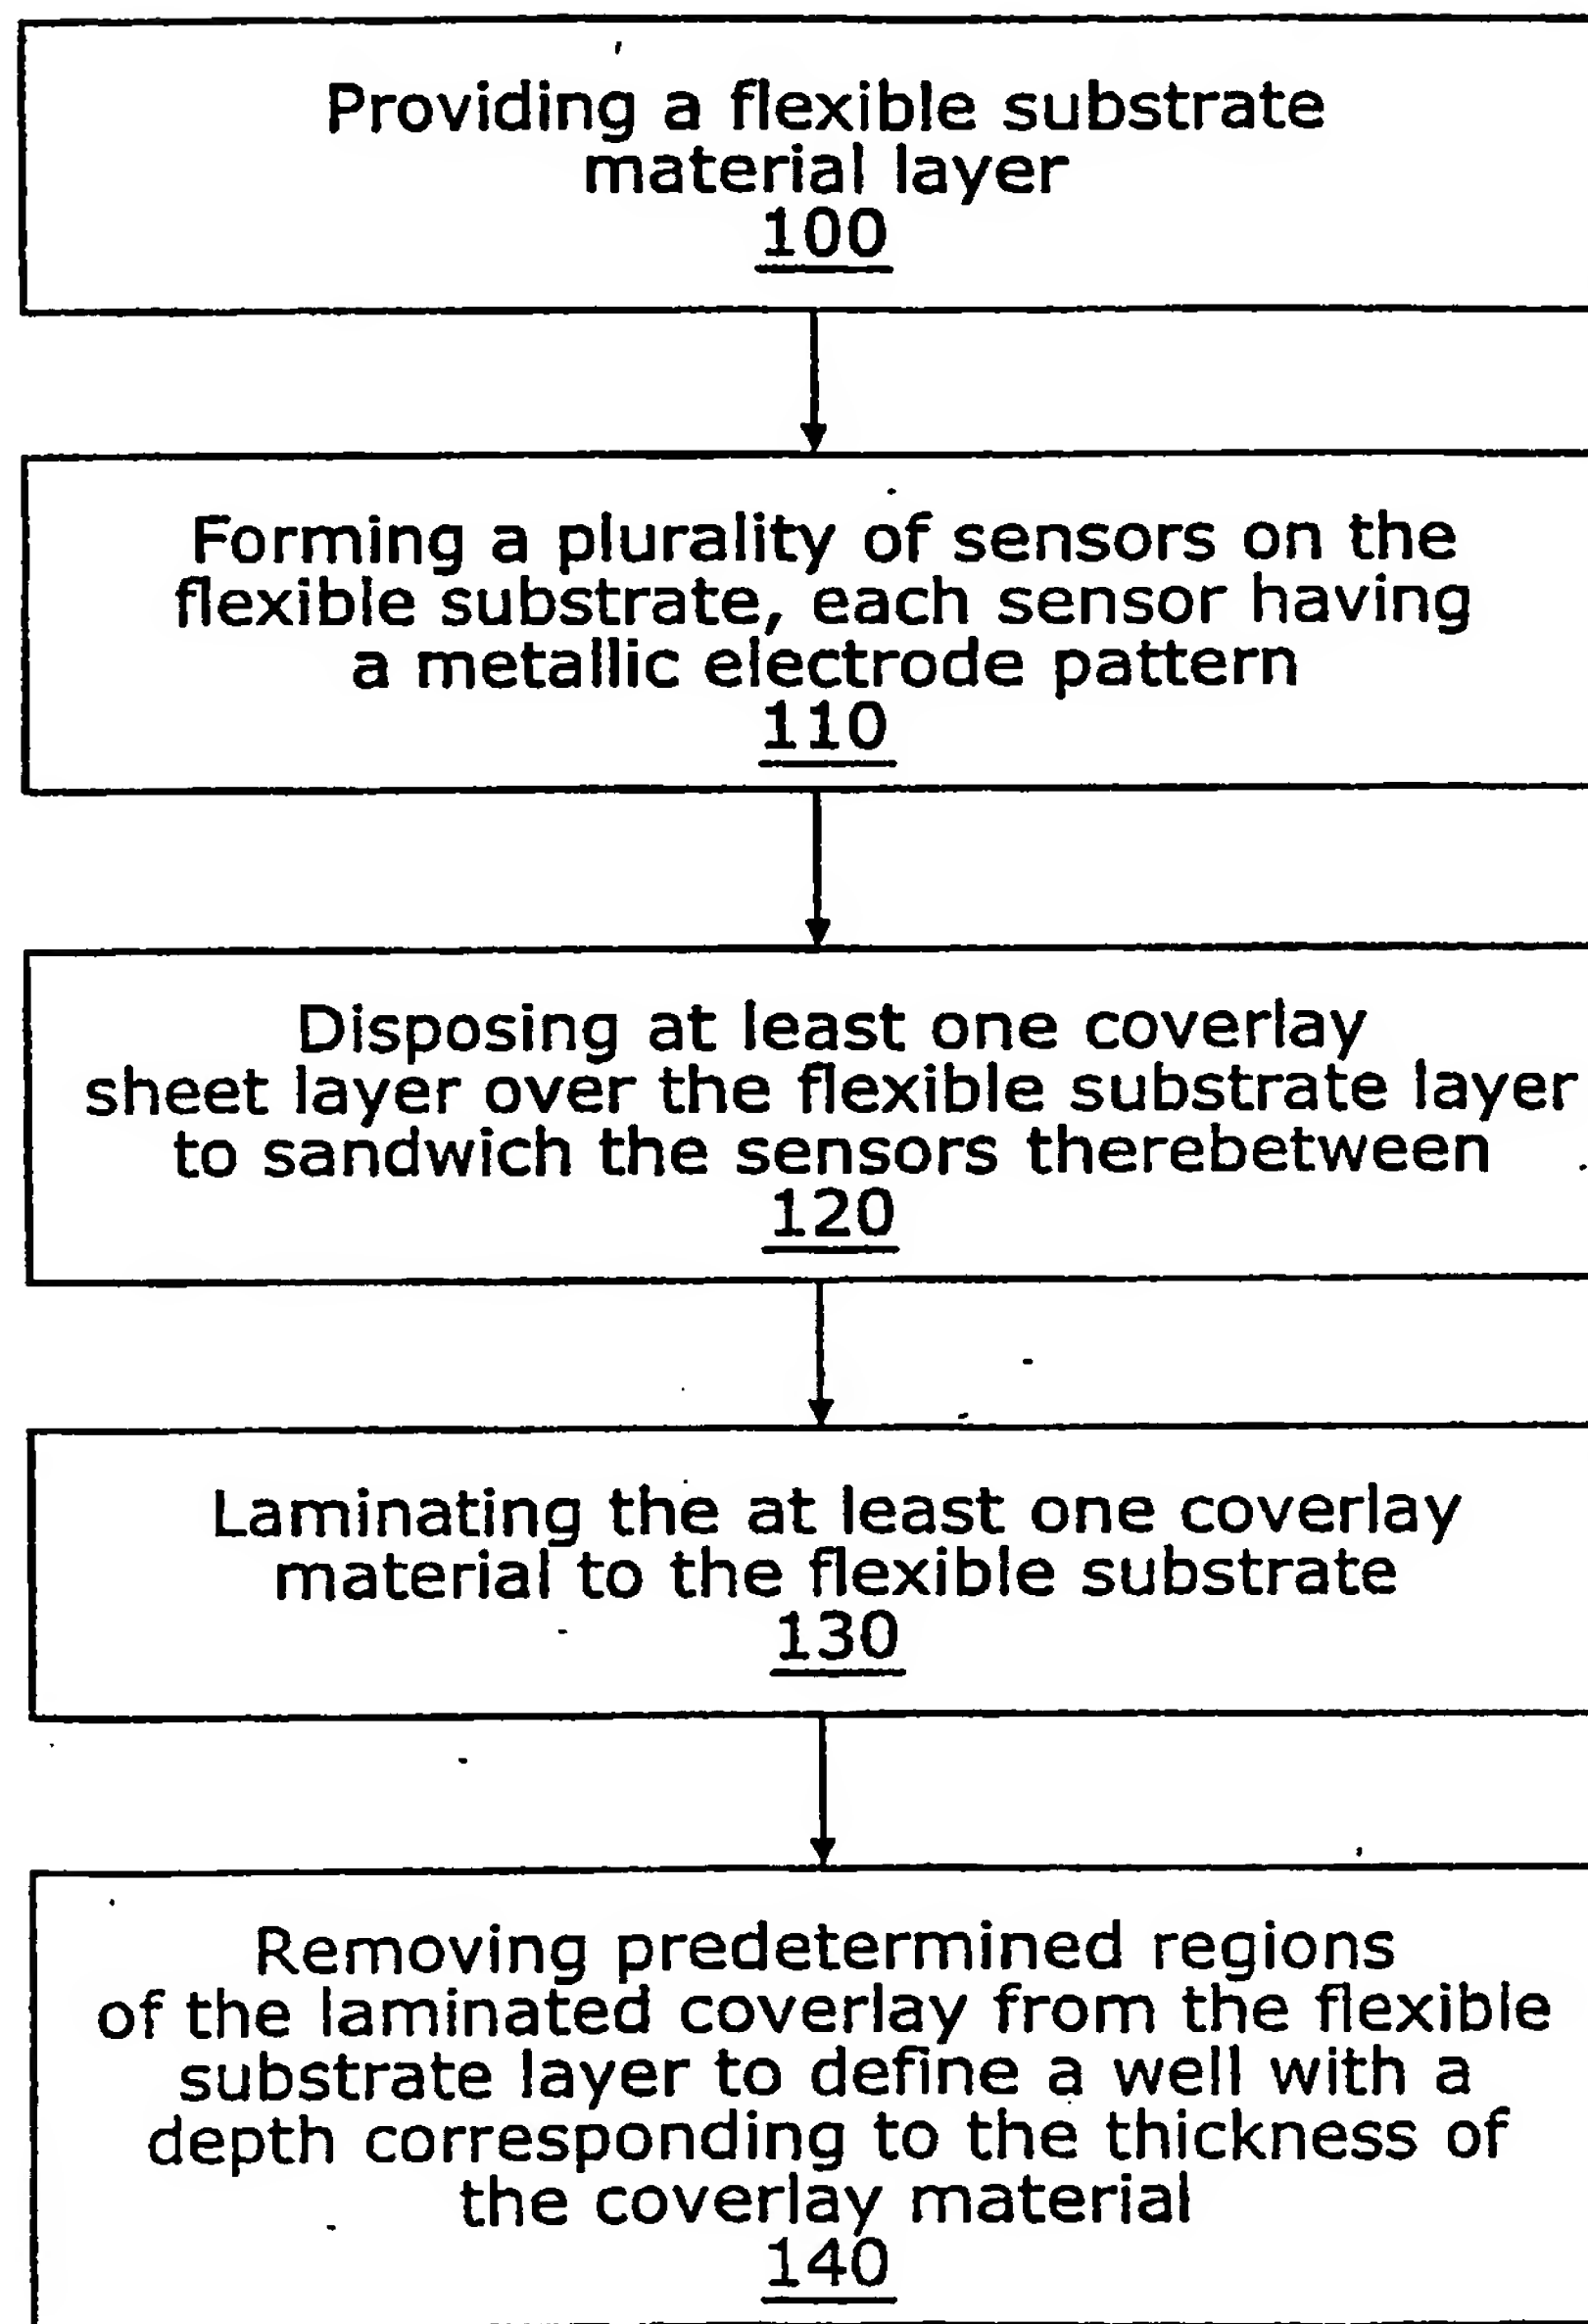 Providing a flexible substrate
material layer
100
Forming a plurality of sensors on the
flexible substrate, each sensor having
a metallic electrode pattern
110
Disposing at least one coverlay
sheet layer over the flexible substrate layer
to sandwich the sensors therebetween
120
Laminating the at least one coverlay
material to the flexible substrate
130
Removing predetermined regions
of the laminated coverlay from the flexible
substrate layer to define a well with a
depth corresponding to the thickness of
the coverlay material
140